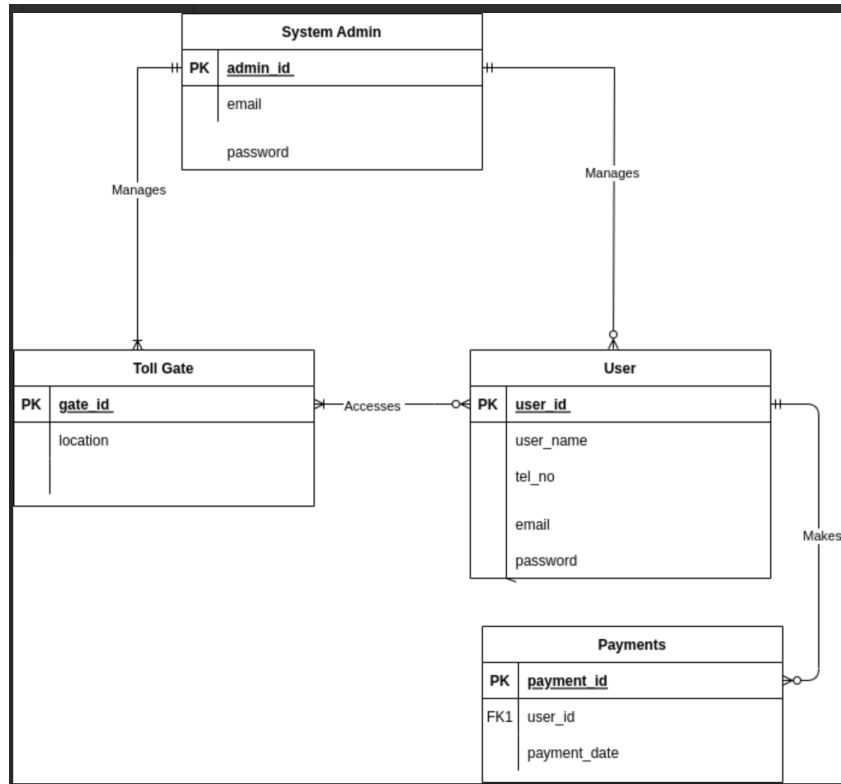 System Admin
PK admin_id
email
password
Manages
Manages
Toll Gate
PK gate_id
location
Accesses
User
PK user_id
user_name
tel_no
email
password
Makes
Payments
PK payment_id
FK1 user_id
payment_date